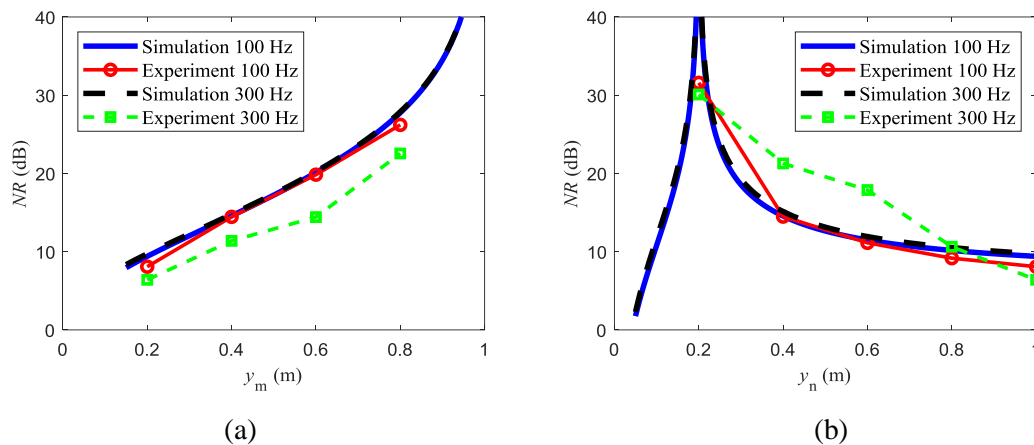 40
30
20
10
0
NR (dB)
Simulation 100 Hz
Experiment 100 Hz
Simulation 300 Hz
Experiment 300 Hz
0 0.2 0.4 0.6 0.8 1
y_m (m)
(a)
40
30
20
10
0
NR (dB)
Simulation 100 Hz
Experiment 100 Hz
Simulation 300 Hz
Experiment 300 Hz
0 0.2 0.4 0.6 0.8 1
y_n (m)
(b)